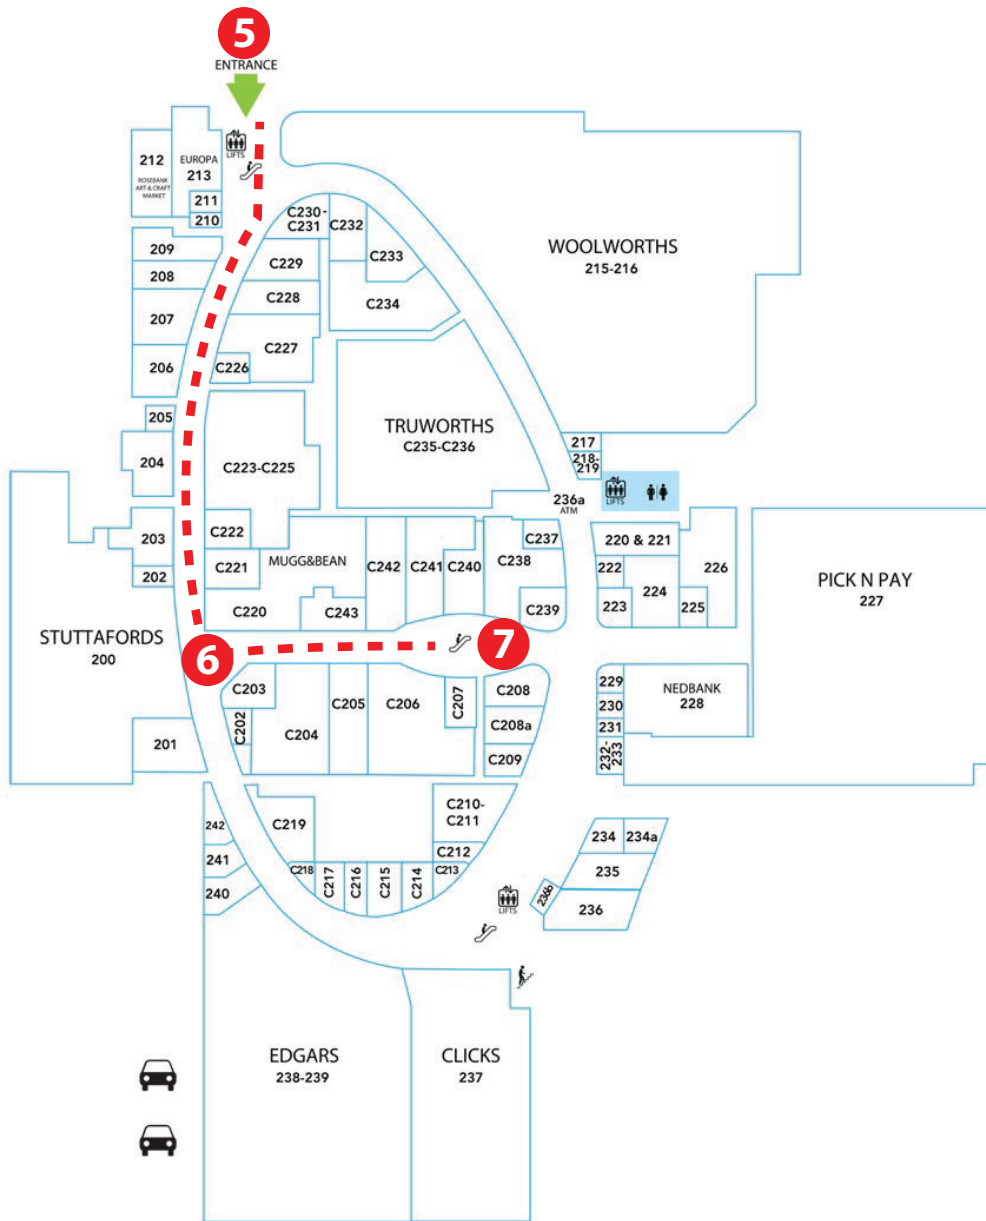 5
ENTRANCE
LIFTS
212
ROSEBANK
ART & CRAFT
MARKET
EUROPA
213
211
210
209
208
207
206
205
204
203
202
STUTTAFORDS
200
201
C230-
C231
C232
C233
C229
C228
C234
C227
C226
WOOLWORTHS
215-216
TRUWORTHS
C235-C236
C223-C225
217
218-
219
LIFTS
236a
ATM
C222
C221
MUGG&BEAN
C220
C243
C242
C241
C240
C238
C237
C239
220 & 221
222
223
224
225
226
PICK N PAY
227
6
7
C203
C202
C204
C205
C206
C207
C208
C208a
C209
229
230
231
232-
233
NEDBANK
228
242
241
240
C219
C218
C217
C216
C215
C214
C210-
C211
C212
C213
LIFTS
234
234a
235
236b
236
EDGARS
238-239
CLICKS
237